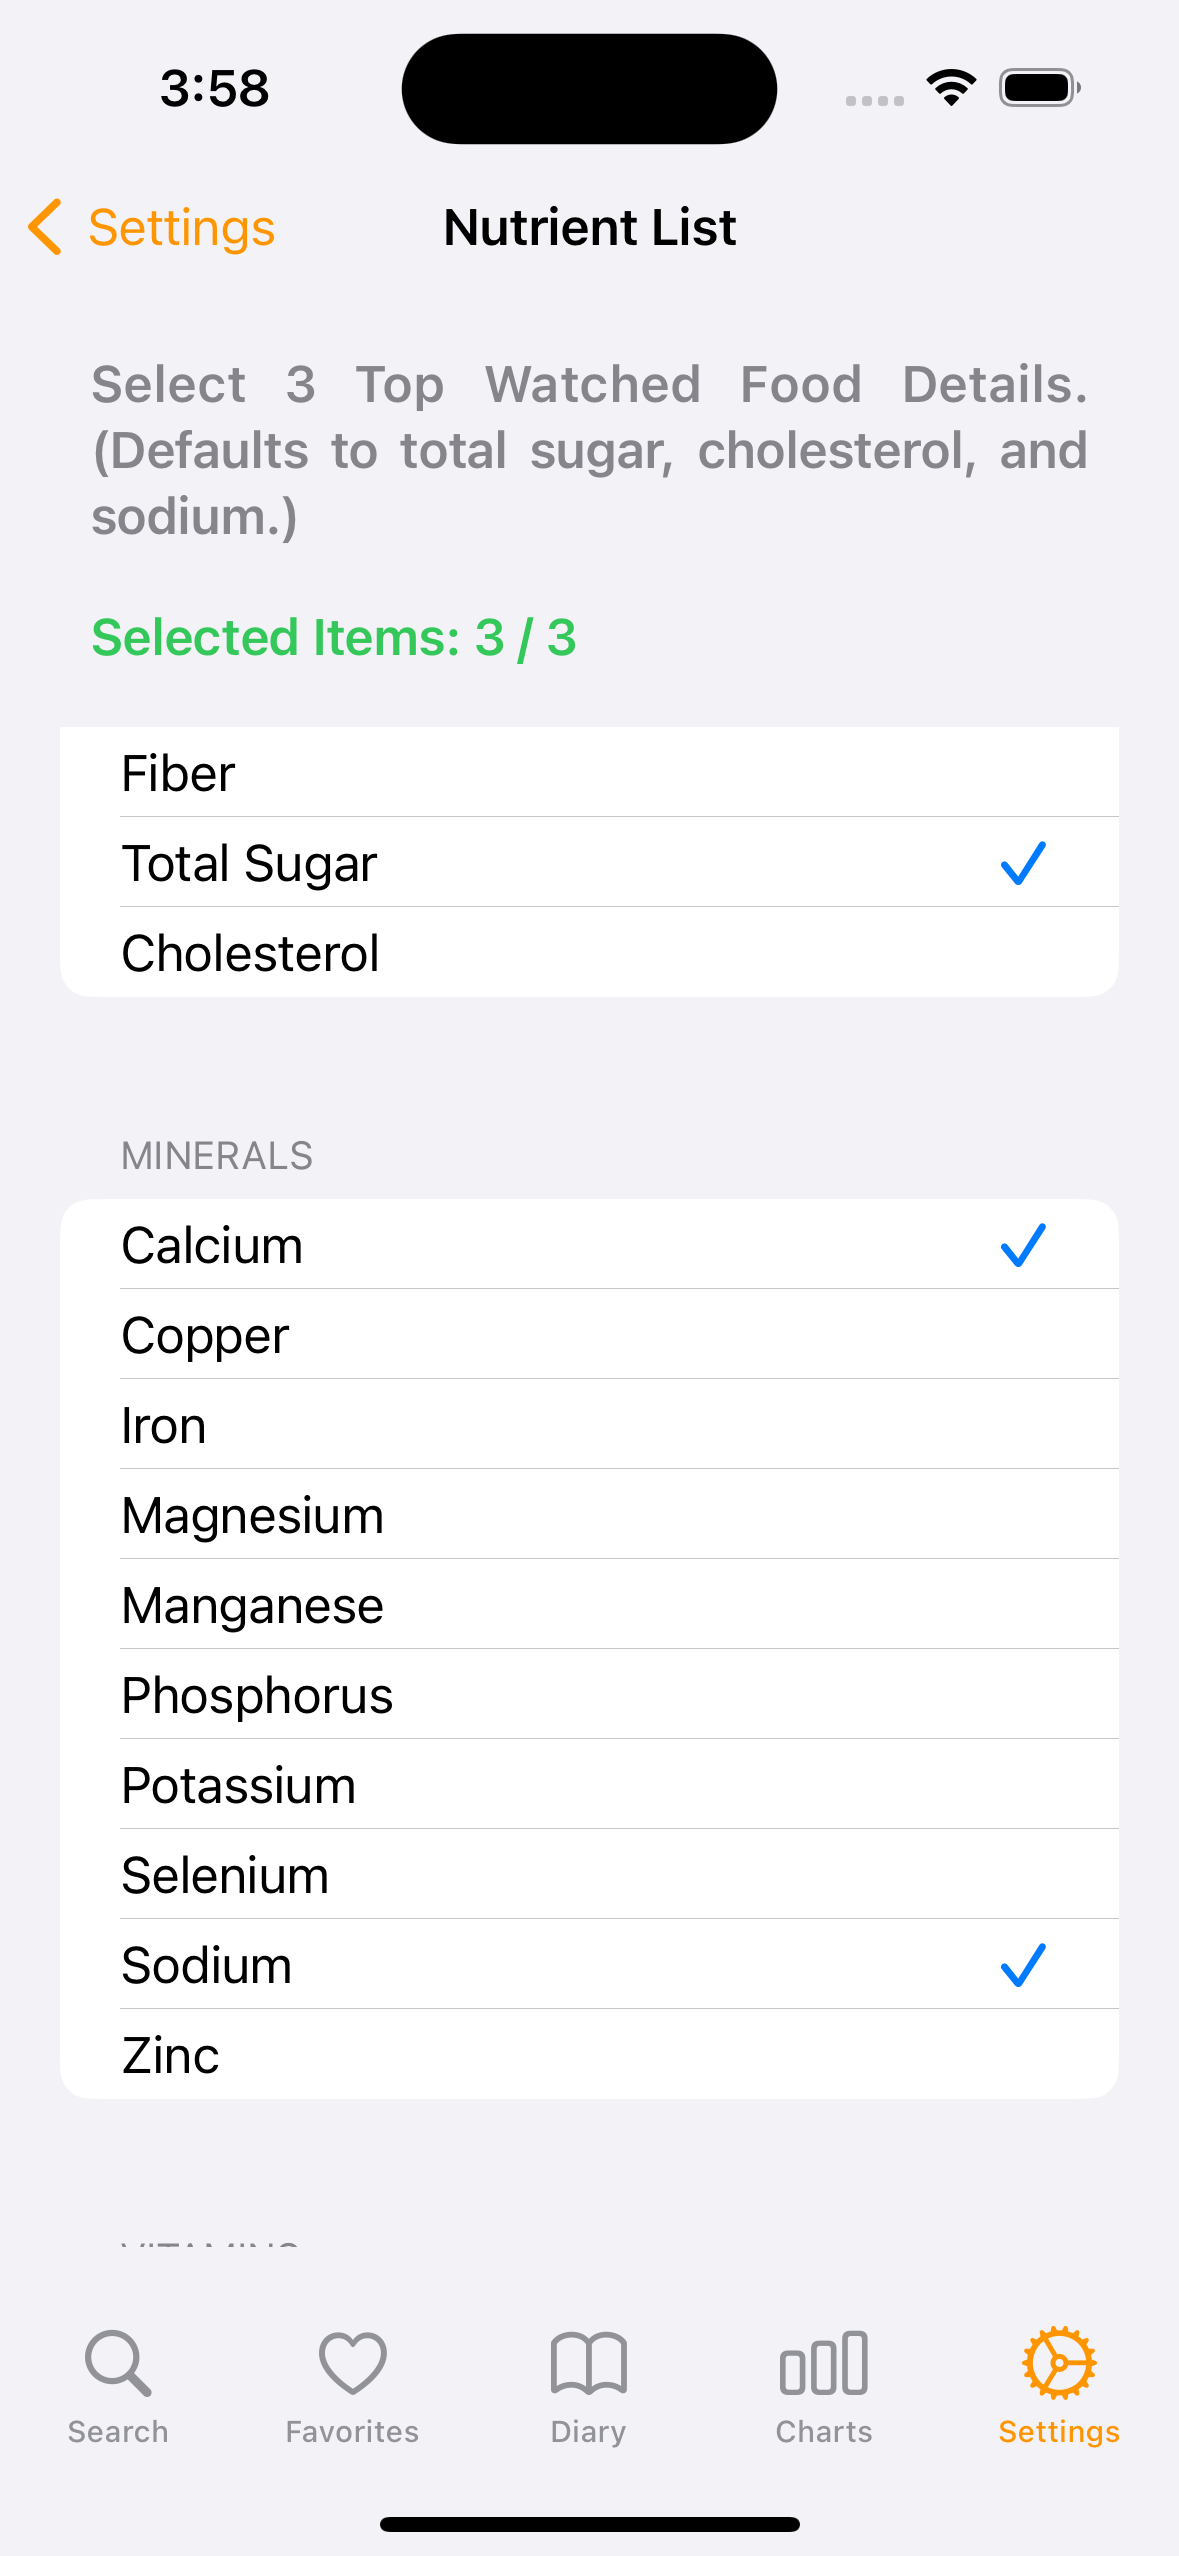 3:58
Settings
Nutrient List
Select 3 Top Watched Food Details.
(Defaults to total sugar, cholesterol, and
sodium.)
Selected Items: 3 / 3
Fiber
Total Sugar
Cholesterol
MINERALS
Calcium
Copper
Iron
Magnesium
Manganese
Phosphorus
Potassium
Selenium
Sodium
Zinc
VITAMINS
Search
Favorites
Diary
Charts
Settings